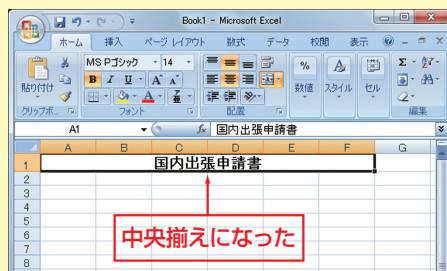 Book1 - Microsoft Excel
ホーム 挿入 ページ レイアウト 数式 データ 校閲 表示
MS Pゴシック 14
貼り付け
B I U A A
% 数値 スタイル セル
クリップボ... フォント 配置 編集
A1 fx 国内出張申請書
A B C D E F G
1 国内出張申請書
2
3
4
5
6
7
8
中央揃えになった